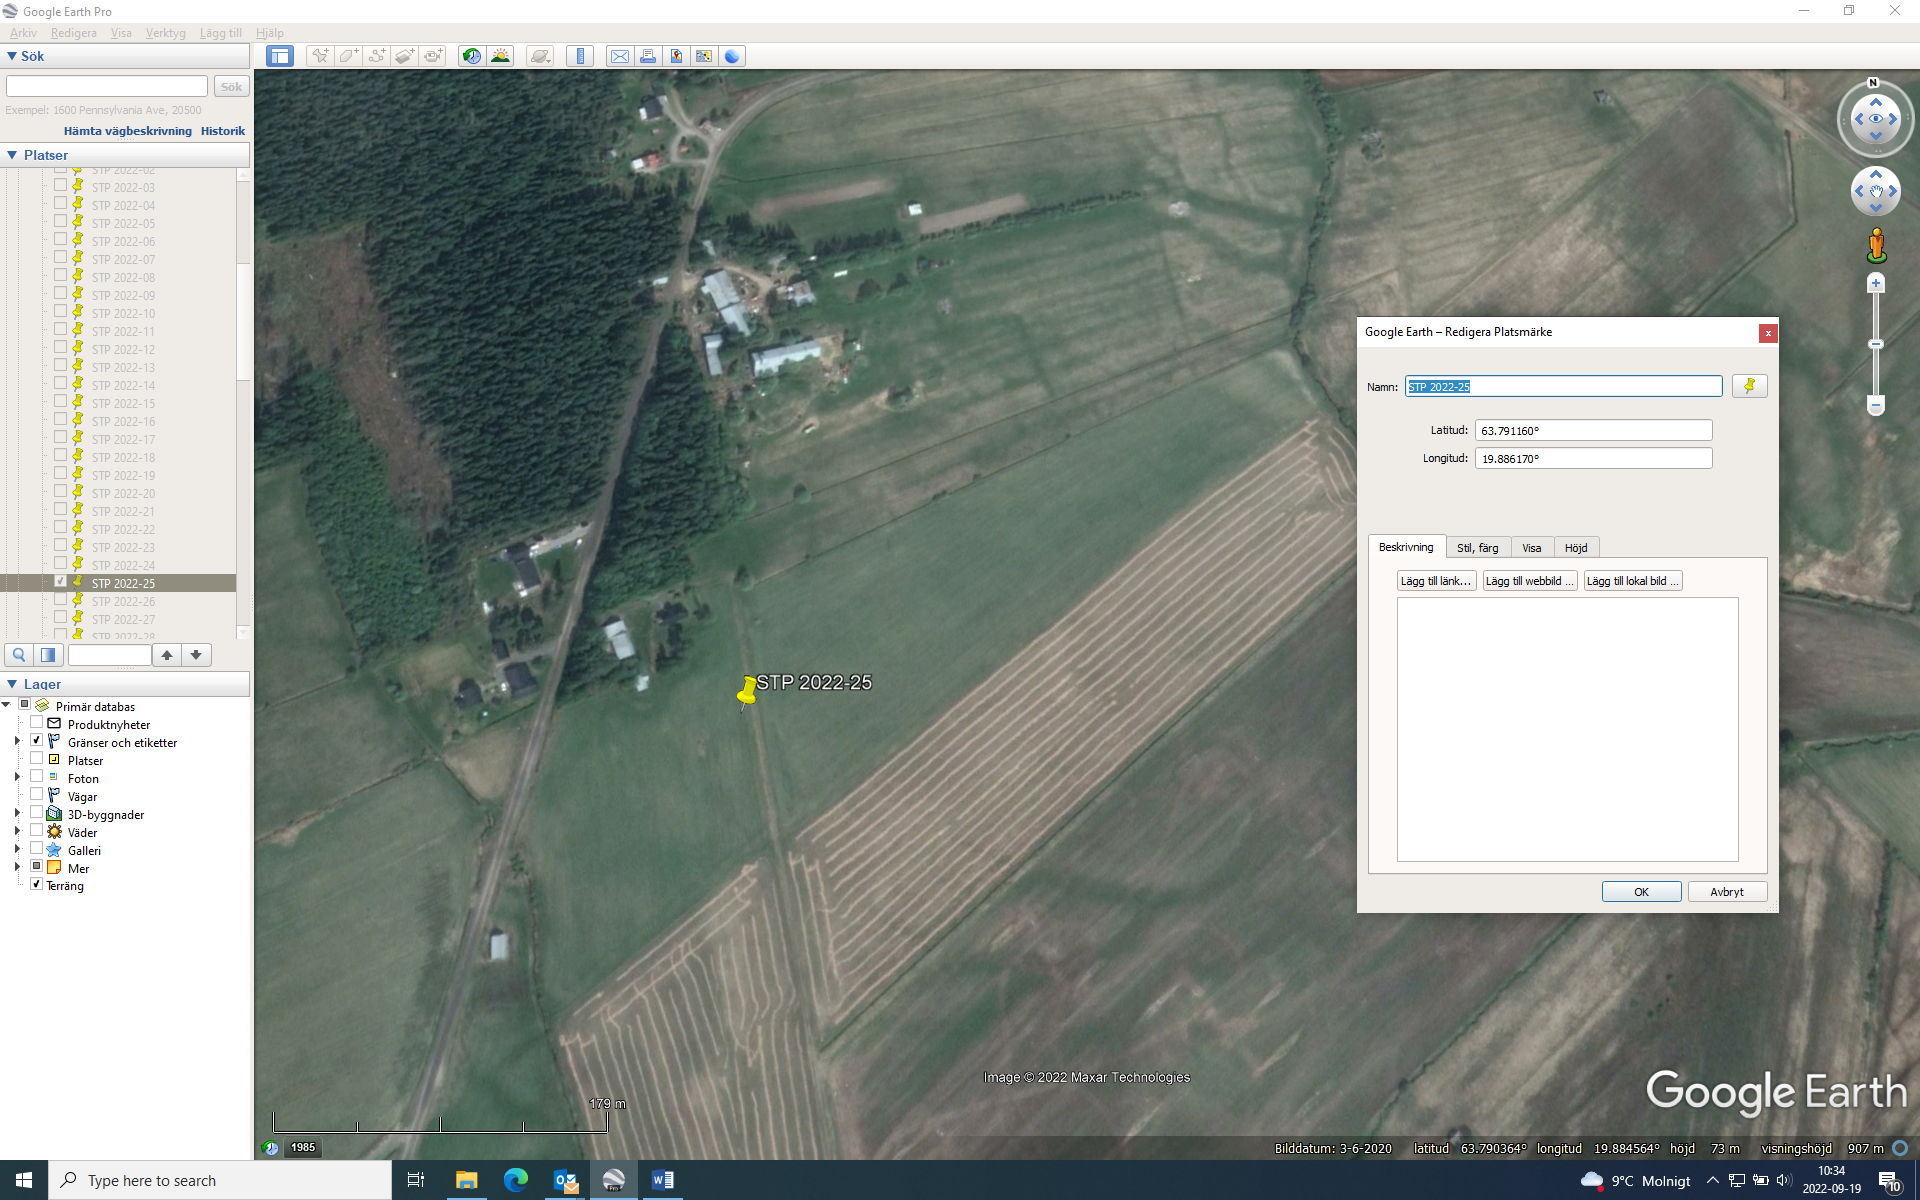 Google Earth Pro
Arkiv Redigera Visa Verktyg Lägg till Hjälp
Sök
Sök
Exempel: 1600 Pennsylvania Ave, 20500
Hämta vägbeskrivning Historik
Platser
STP 2022-02
STP 2022-03
STP 2022-04
STP 2022-05
STP 2022-06
STP 2022-07
STP 2022-08
STP 2022-09
STP 2022-10
STP 2022-11
STP 2022-12
STP 2022-13
STP 2022-14
STP 2022-15
STP 2022-16
STP 2022-17
STP 2022-18
STP 2022-19
STP 2022-20
STP 2022-21
STP 2022-22
STP 2022-23
STP 2022-24
STP 2022-25
STP 2022-26
STP 2022-27
STP 2022-28
Lager
Primär databas
Produktnyheter
Gränser och etiketter
Platser
Foton
Vägar
3D-byggnader
Väder
Galleri
Mer
Terräng
N
STP 2022-25
Google Earth – Redigera Platsmärke
x
Namn: STP 2022-25
Latitud: 63.791160°
Longitud: 19.886170°
Beskrivning Stil, färg Visa Höjd
Lägg till länk... Lägg till webbild ... Lägg till lokal bild ...
OK Avbryt
Image © 2022 Maxar Technologies
Google Earth
179 m
1985
Bilddatum: 3-6-2020 latitud 63.790364° longitud 19.884564° höjd 73 m visningshöjd 907 m
Type here to search
9°C Molnigt
10:34
2022-09-19
10